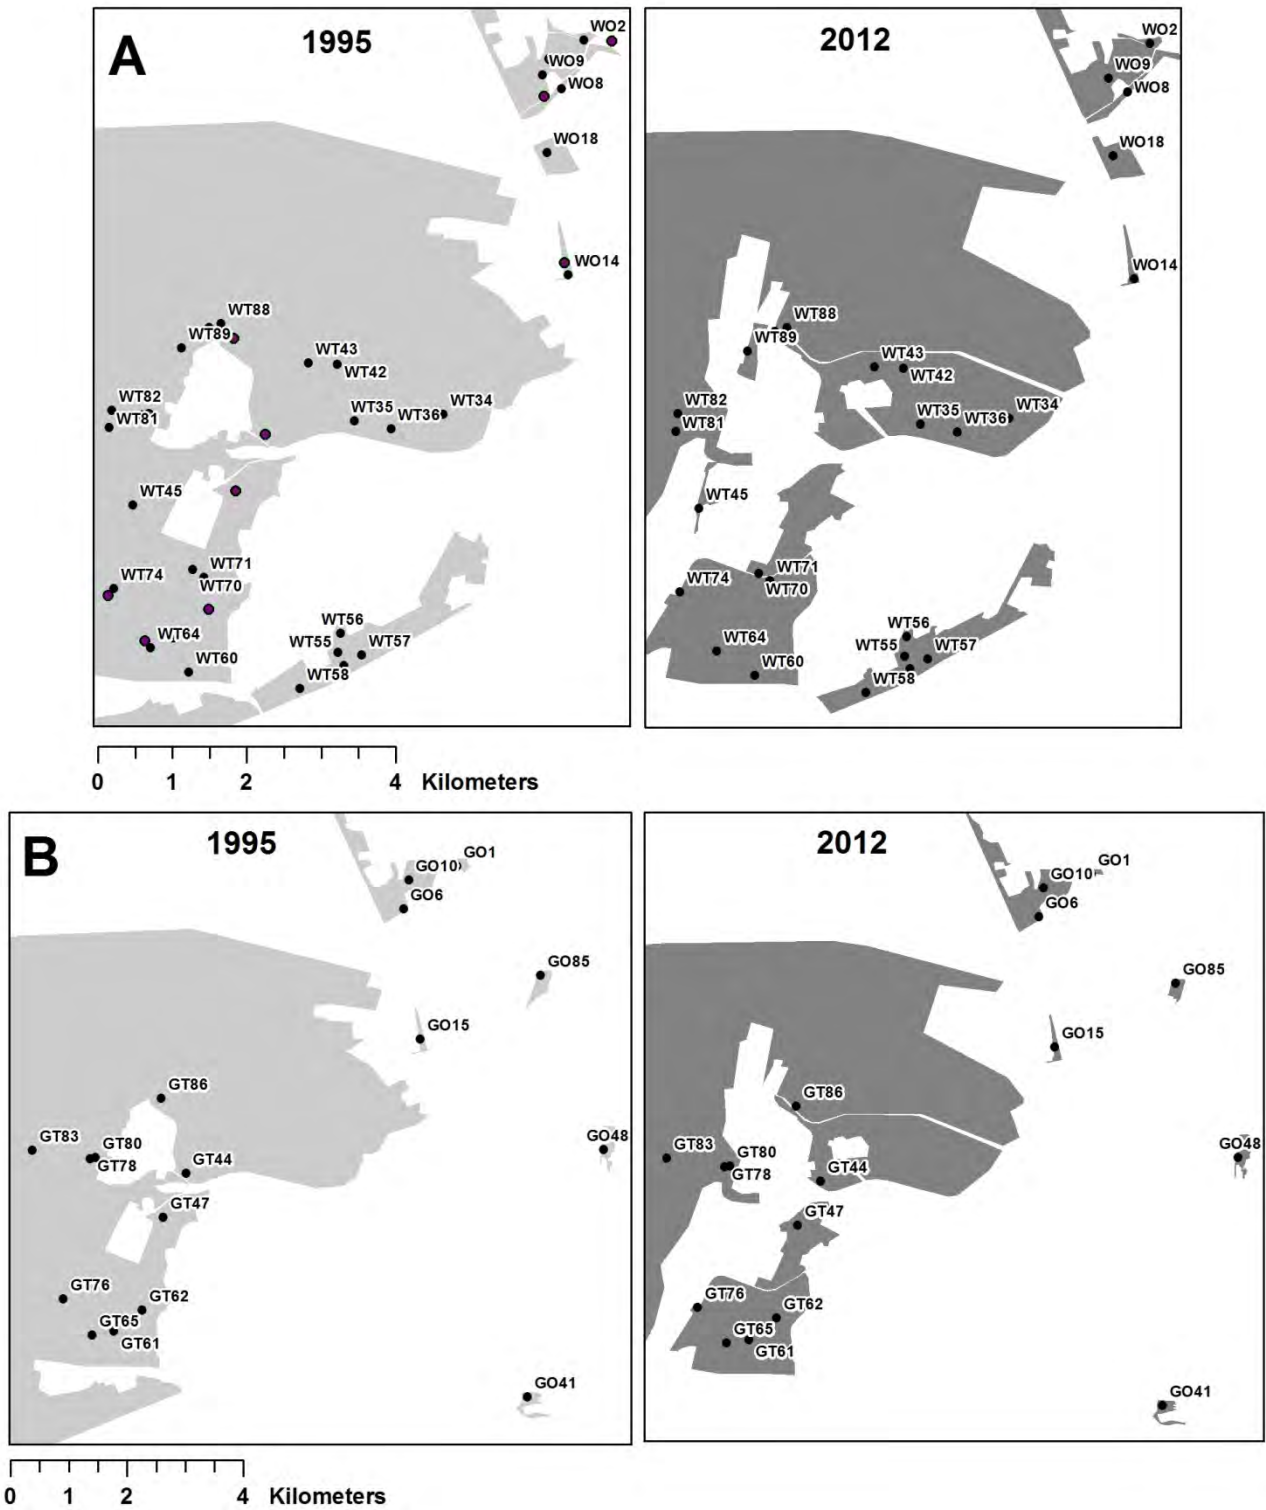 A
1995
WO2
WO9
WO8
WO18
WO14
WT88
WT89
WT43
WT42
WT82
WT81
WT35
WT36
WT34
WT45
WT71
WT70
WT74
WT64
WT60
WT56
WT55
WT57
WT58
2012
WO2
WO9
WO8
WO18
WO14
WT88
WT89
WT43
WT42
WT82
WT81
WT35
WT36
WT34
WT45
WT71
WT70
WT74
WT64
WT60
WT56
WT55
WT57
WT58
0 1 2 4 Kilometers
B
1995
GO1
GO10
GO6
GO85
GO15
GT86
GT83
GT80
GT78
GT44
GO48
GT47
GT76
GT62
GT65
GT61
GO41
2012
GO1
GO10
GO6
GO85
GO15
GT86
GT83
GT80
GT78
GT44
GO48
GT47
GT76
GT62
GT65
GT61
GO41
0 1 2 4 Kilometers